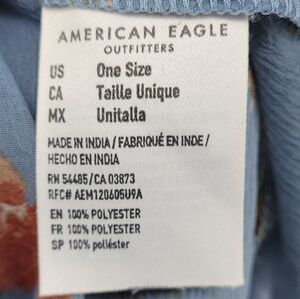 AMERICAN EAGLE
OUTFITTERS
US One Size
CA Taille Unique
MX Unitalla
MADE IN INDIA / FABRIQUÉ EN INDE /
HECHO EN INDIA
RN 54485/CA 03873
RFC# AEM120605U9A
EN 100% POLYESTER
FR 100% POLYESTER
SP 100% poliéster